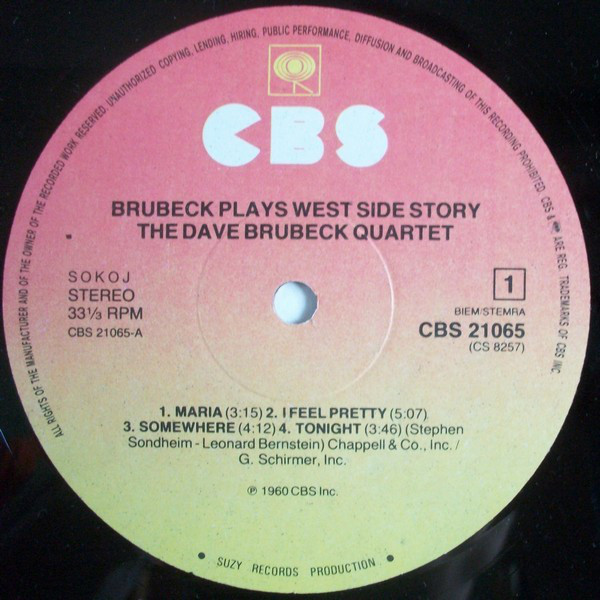 ALL RIGHTS OF THE MANUFACTURER AND OF THE OWNER OF THE RECORDED WORK RESERVED. UNAUTHORIZED COPYING, LENDING, HIRING, PUBLIC PERFORMANCE, DIFFUSION AND BROADCASTING OF THIS RECORDING PROHIBITED. CBS & ARE REG. TRADEMARKS OF CBS INC.
CBS
BRUBECK PLAYS WEST SIDE STORY
THE DAVE BRUBECK QUARTET
SOKOJ
STEREO
33⅓ RPM
CBS 21065-A
1
BIEM/STEMRA
CBS 21065
(CS 8257)
1. MARIA (3:15) 2. I FEEL PRETTY (5:07)
3. SOMEWHERE (4:12) 4. TONIGHT (3:46) (Stephen
Sondheim - Leonard Bernstein) Chappell & Co., Inc. /
G. Schirmer, Inc.
℗ 1960 CBS Inc.
• SUZY RECORDS PRODUCTION •